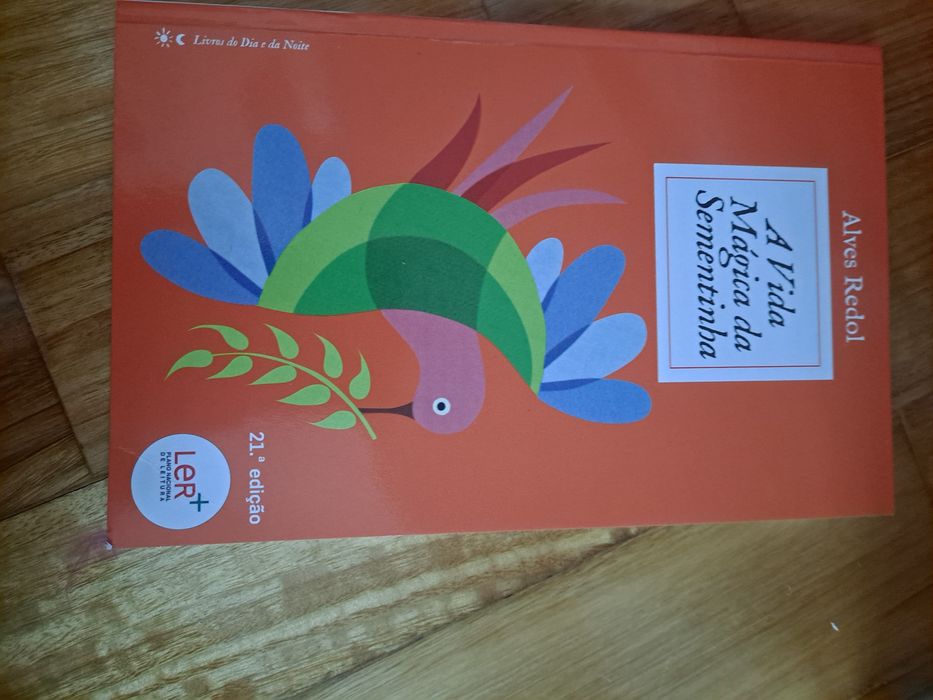 Alves Redol
A Vida
Mágica da
Sementinha
21.ª edição
LeR+
PLANO NACIONAL
DE LEITURA
Livros do Dia e da Noite